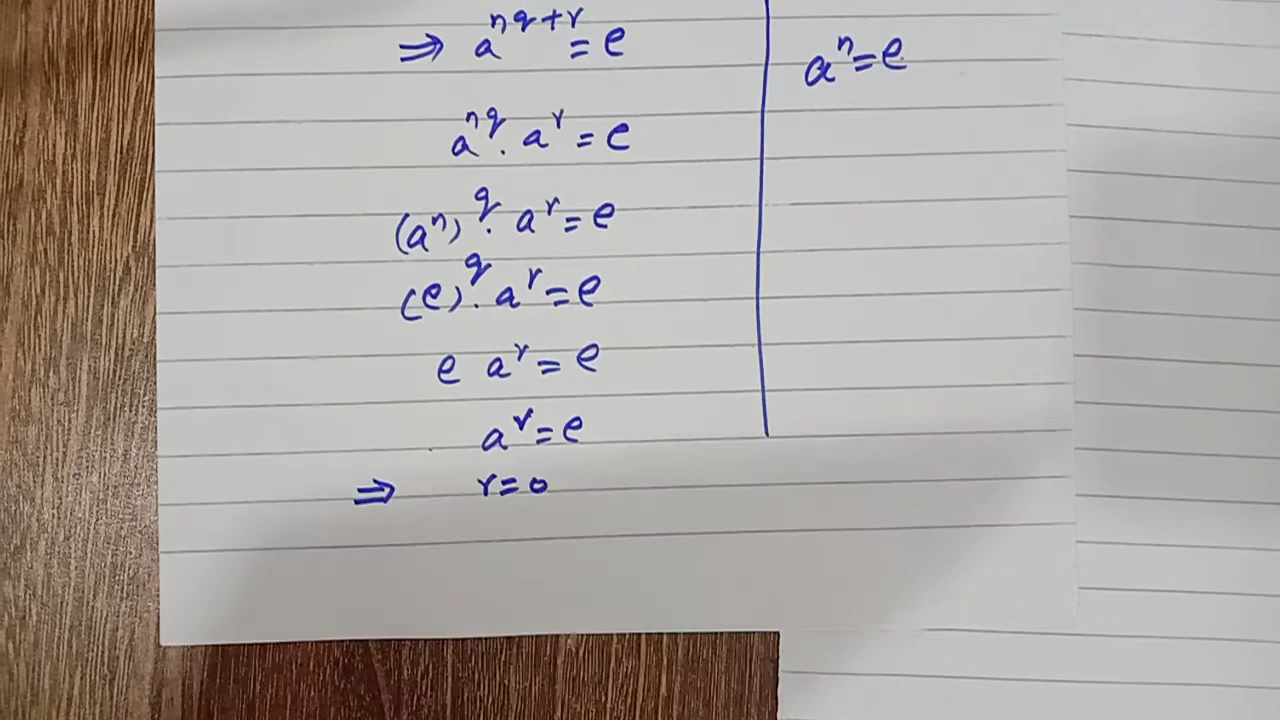 ⇒ a^{nq+r} = e
a^{nq} · a^r = e
(a^n)^q · a^r = e
(e)^q · a^r = e
e a^r = e
a^r = e
⇒ r = 0
a^n = e